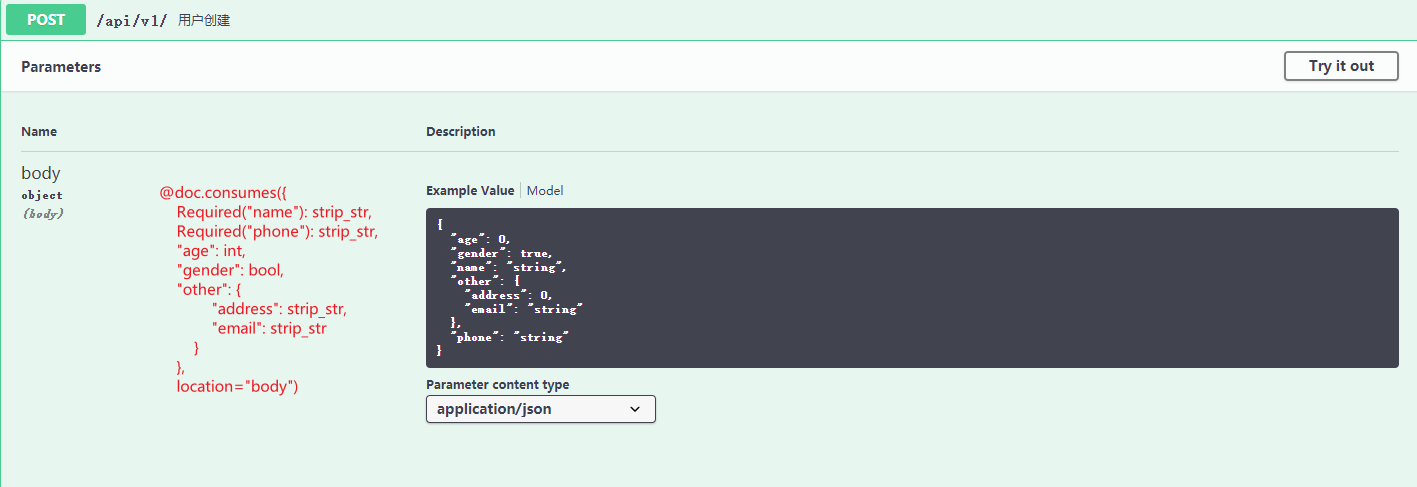 POST /api/v1/ 用户创建
Parameters Try it out
Name Description
body
object
(body)
@doc.consumes({
Required("name"): strip_str,
Required("phone"): strip_str,
"age": int,
"gender": bool,
"other": {
"address": strip_str,
"email": strip_str
}
},
location="body")
Example Value Model
{
"age": 0,
"gender": true,
"name": "string",
"other": {
"address": 0,
"email": "string"
},
"phone": "string"
}
Parameter content type
application/json